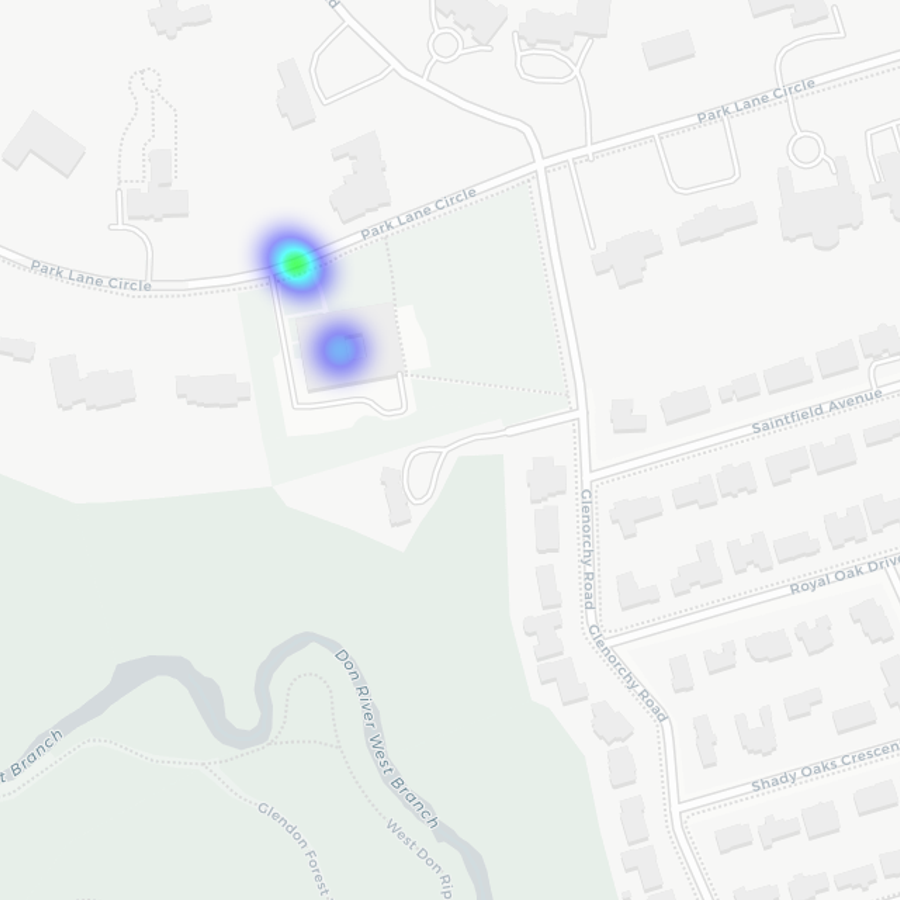 d
Park Lane Circle
Park Lane Circle
Park Lane Circle
Saintfield Avenue
Glenorchy Road
Royal Oak Drive
Glenorchy Road
Don River West Branch
t Branch
Shady Oaks Crescen
Glendon Forest
West Don Rip